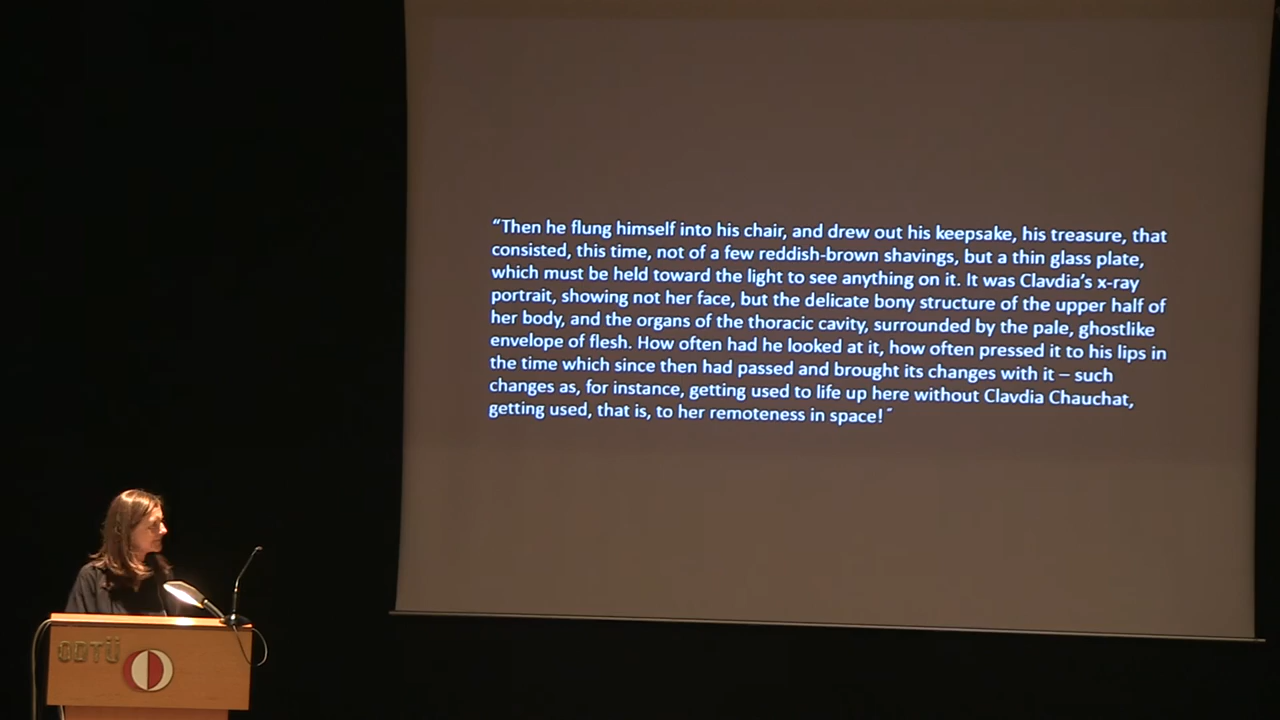 “Then he flung himself into his chair, and drew out his keepsake, his treasure, that
consisted, this time, not of a few reddish-brown shavings, but a thin glass plate,
which must be held toward the light to see anything on it. It was Clavdia’s x-ray
portrait, showing not her face, but the delicate bony structure of the upper half of
her body, and the organs of the thoracic cavity, surrounded by the pale, ghostlike
envelope of flesh. How often had he looked at it, how often pressed it to his lips in
the time which since then had passed and brought its changes with it – such
changes as, for instance, getting used to life up here without Clavdia Chauchat,
getting used, that is, to her remoteness in space!˝
ODTÜ